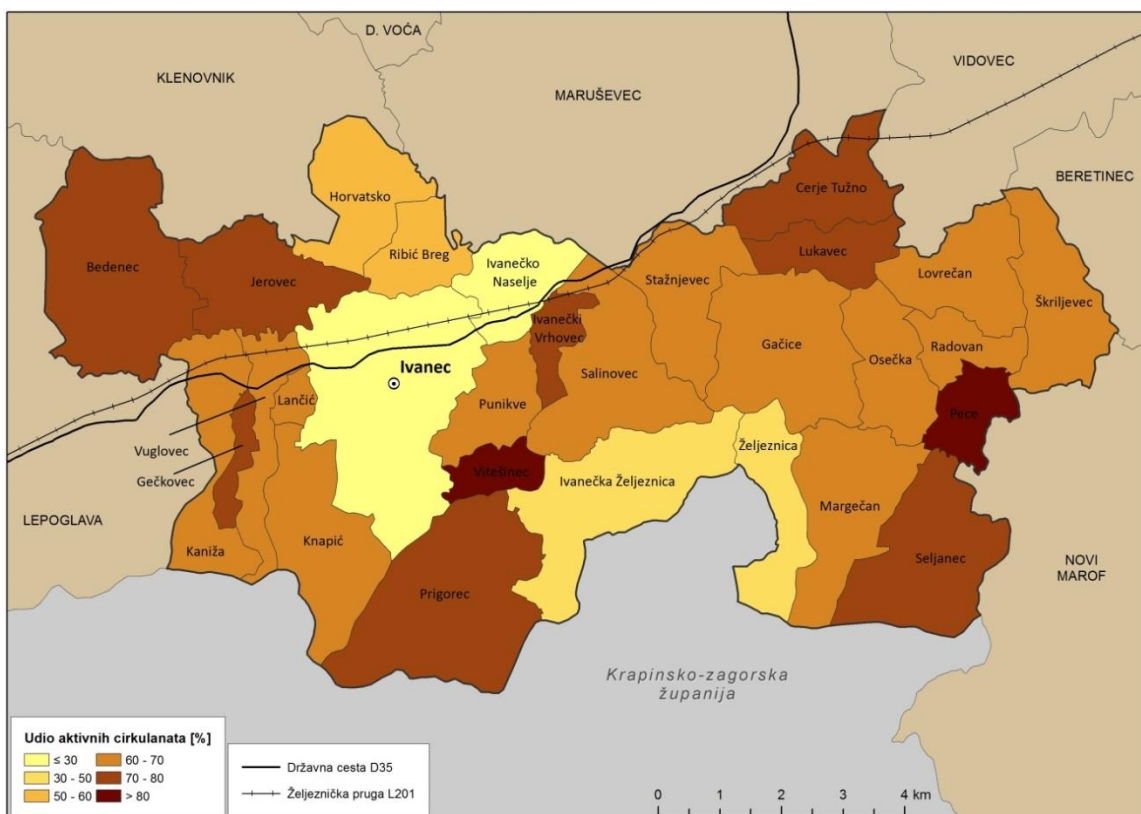 D. VOĆA
KLENOVNIK
MARUŠEVEC
VIDOVEC
BERETINEC
Horvatsko
Ribić Breg
Bedenec
Jerovec
Ivanečko
Naselje
Cerje Tužno
Lukavec
Stažnjevec
Lovrečan
Škriljevec
Ivanečki
Vrhovec
Gačice
Osečka
Radovan
Ivanec
Salinovec
Lančić
Punikve
Pece
Vuglovec
Gečkovec
Vitešinec
Ivanečka Željeznica
Željeznica
Margečan
LEPOGLAVA
Kaniža
Knapić
Prigorec
Seljanec
NOVI
MAROF
Krapinsko-zagorska
županija
Udio aktivnih cirkulanata [%]
≤ 30
30 - 50
50 - 60
60 - 70
70 - 80
> 80
Državna cesta D35
Željeznička pruga L201
0 1 2 3 4 km